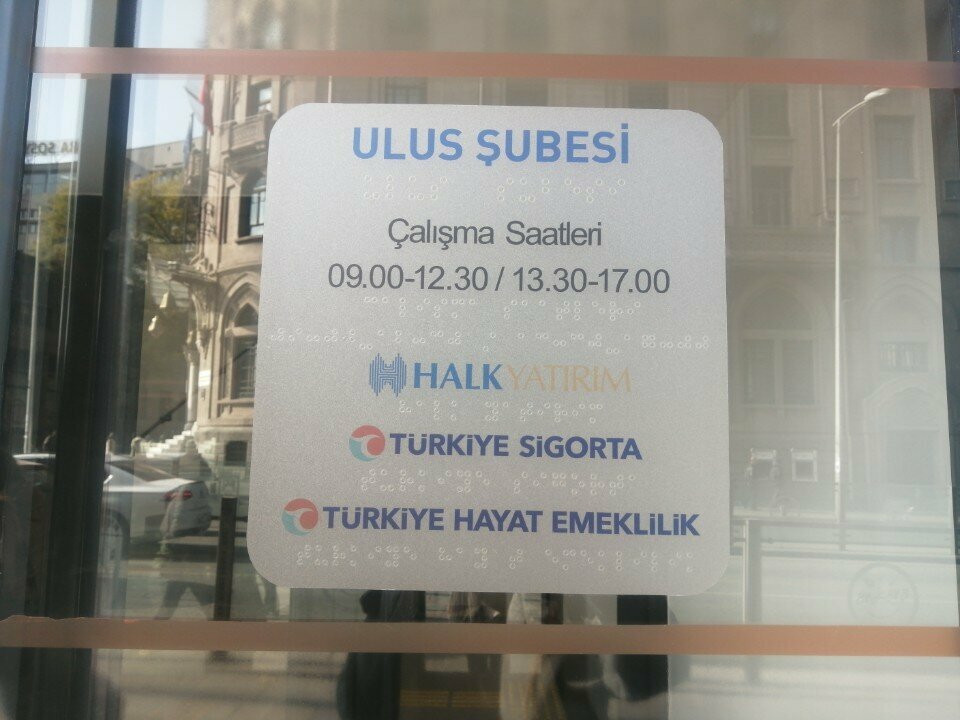 ULUS ŞUBESİ
Çalışma Saatleri
09.00-12.30 / 13.30-17.00
HALKYATIRIM
TÜRKİYE SİGORTA
TÜRKİYE HAYAT EMEKLİLİK